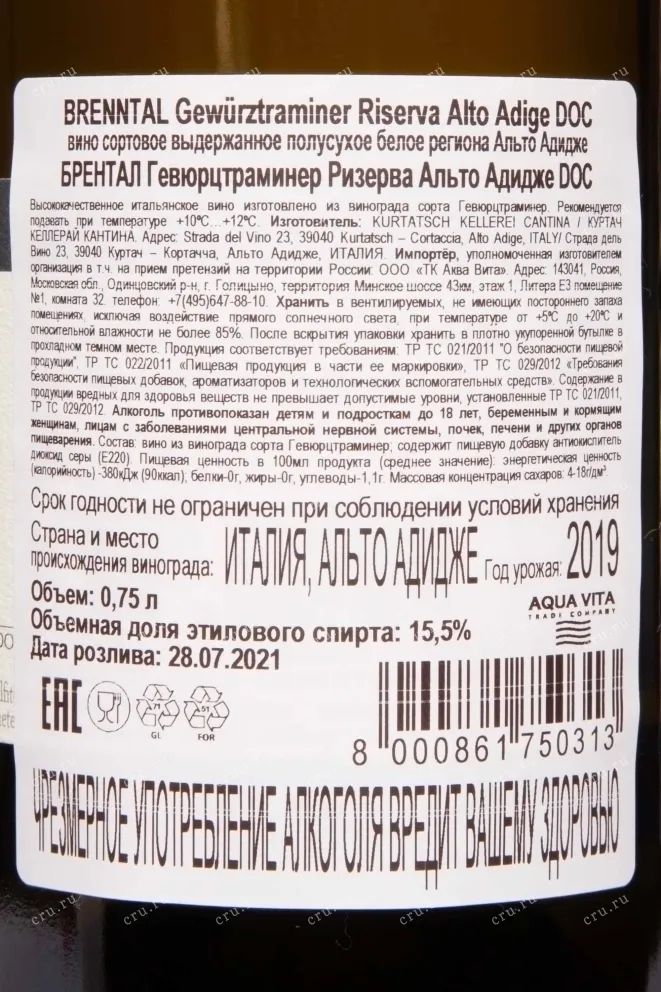 BRENNTAL Gewürztraminer Riserva Alto Adige DOC
вино сортовое выдержанное полусухое белое региона Альто Адидже
БРЕНТАЛ Гевюрцтраминер Ризерва Альто Адидже DOC
Высококачественное итальянское вино изготовлено из винограда сорта Гевюрцтраминер. Рекомендуется
подавать при температуре +10°C...+12°C. Изготовитель: KURTATSCH KELLEREI CANTINA / КУРТАЧ
КЕЛЛЕРАЙ КАНТИНА. Адрес: Strada del Vino 23, 39040 Kurtatsch – Cortaccia, Alto Adige, ITALY/ Страда дель
Вино 23, 39040 Куртач – Кортачча, Альто Адидже, ИТАЛИЯ. Импортёр, уполномоченная изготовителем
организация в т.ч. на прием претензий на территории России: ООО «ТК Аква Вита». Адрес: 143041, Россия,
Московская обл., Одинцовский р-н, г. Голицыно, территория Минское шоссе 43км, этаж 1, Литера Е3 помещение
№1, комната 32. телефон: +7(495)647-88-10. Хранить в вентилируемых, не имеющих постороннего запаха
помещениях, исключая воздействие прямого солнечного света, при температуре от +5°C до +20°C и
относительной влажности не более 85%. После вскрытия упаковки хранить в плотно укупоренной бутылке в
прохладном темном месте. Продукция соответствует требованиям: ТР ТС 021/2011 "О безопасности пищевой
продукции", ТР ТС 022/2011 «Пищевая продукция в части ее маркировки», ТР ТС 029/2012 «Требования
безопасности пищевых добавок, ароматизаторов и технологических вспомогательных средств». Содержание в
продукции вредных для здоровья веществ не превышает допустимые уровни, установленные ТР ТС 021/2011,
ТР ТС 029/2012. Алкоголь противопоказан детям и подросткам до 18 лет, беременным и кормящим
женщинам, лицам с заболеваниями центральной нервной системы, почек, печени и других органов
пищеварения. Состав: вино из винограда сорта Гевюрцтраминер; содержит пищевую добавку антиокислитель
диоксид серы (Е220). Пищевая ценность в 100мл продукта (среднее значение): энергетическая ценность
(калорийность) -380кДж (90ккал); белки-0г, жиры-0г, углеводы-1,1г. Массовая концентрация сахаров: 4-18г/дм³.
Срок годности не ограничен при соблюдении условий хранения
Страна и место
происхождения винограда: ИТАЛИЯ, АЛЬТО АДИДЖЕ Год урожая: 2019
Объем: 0,75 л
Объемная доля этилового спирта: 15,5%
Дата розлива: 28.07.2021
AQUA VITA
TRADE COMPANY
EAC
71
GL
51
FOR
8 000861 750313
ЧРЕЗМЕРНОЕ УПОТРЕБЛЕНИЕ АЛКОГОЛЯ ВРЕДИТ ВАШЕМУ ЗДОРОВЬЮ
cru.ru